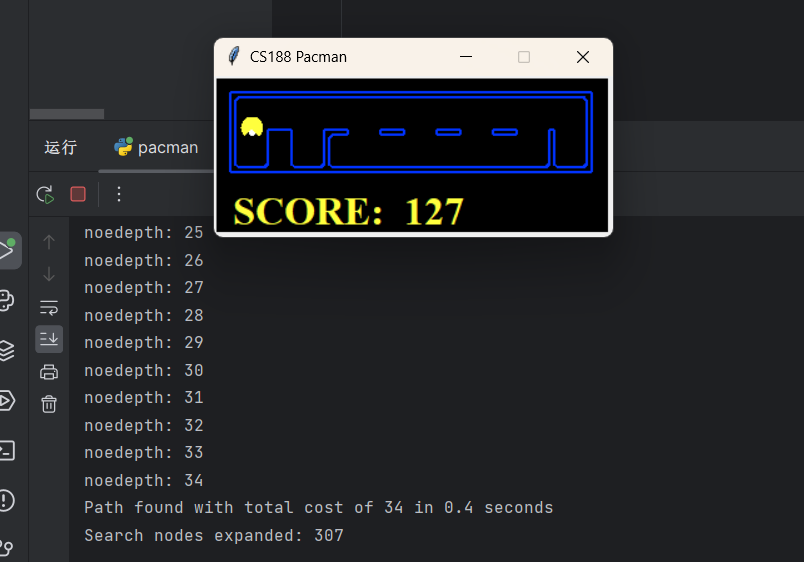 CS188 Pacman
运行
pacman
SCORE: 127
noedepth: 25
noedepth: 26
noedepth: 27
noedepth: 28
noedepth: 29
noedepth: 30
noedepth: 31
noedepth: 32
noedepth: 33
noedepth: 34
Path found with total cost of 34 in 0.4 seconds
Search nodes expanded: 307